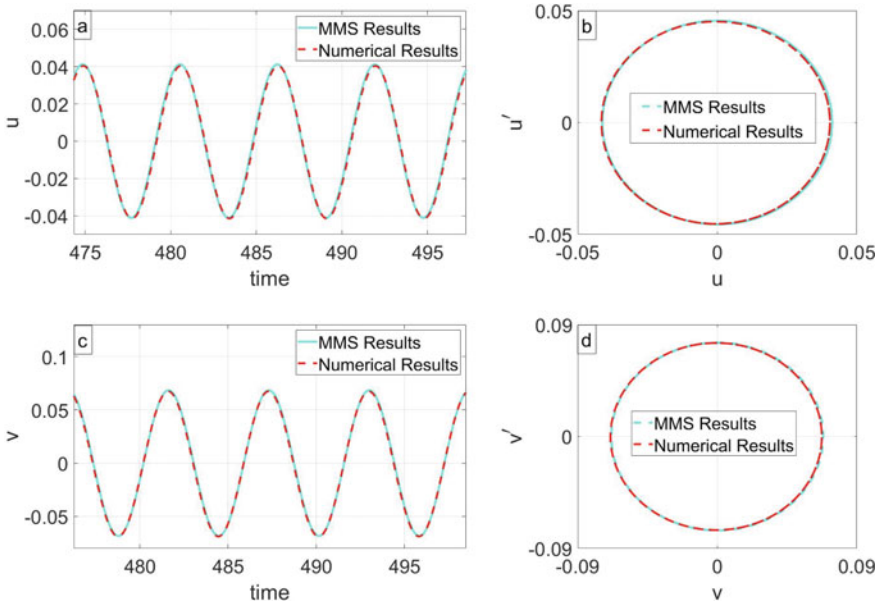 a
MMS Results
Numerical Results
0.06
0.04
0.02
0
-0.02
-0.04
u
475 480 485 490 495
time
b
MMS Results
Numerical Results
0.05
0
-0.05
u′
-0.05 0 0.05
u
c
MMS Results
Numerical Results
0.1
0.05
0
-0.05
v
480 485 490 495
time
d
MMS Results
Numerical Results
0.09
0
-0.09
v′
-0.09 0 0.09
v